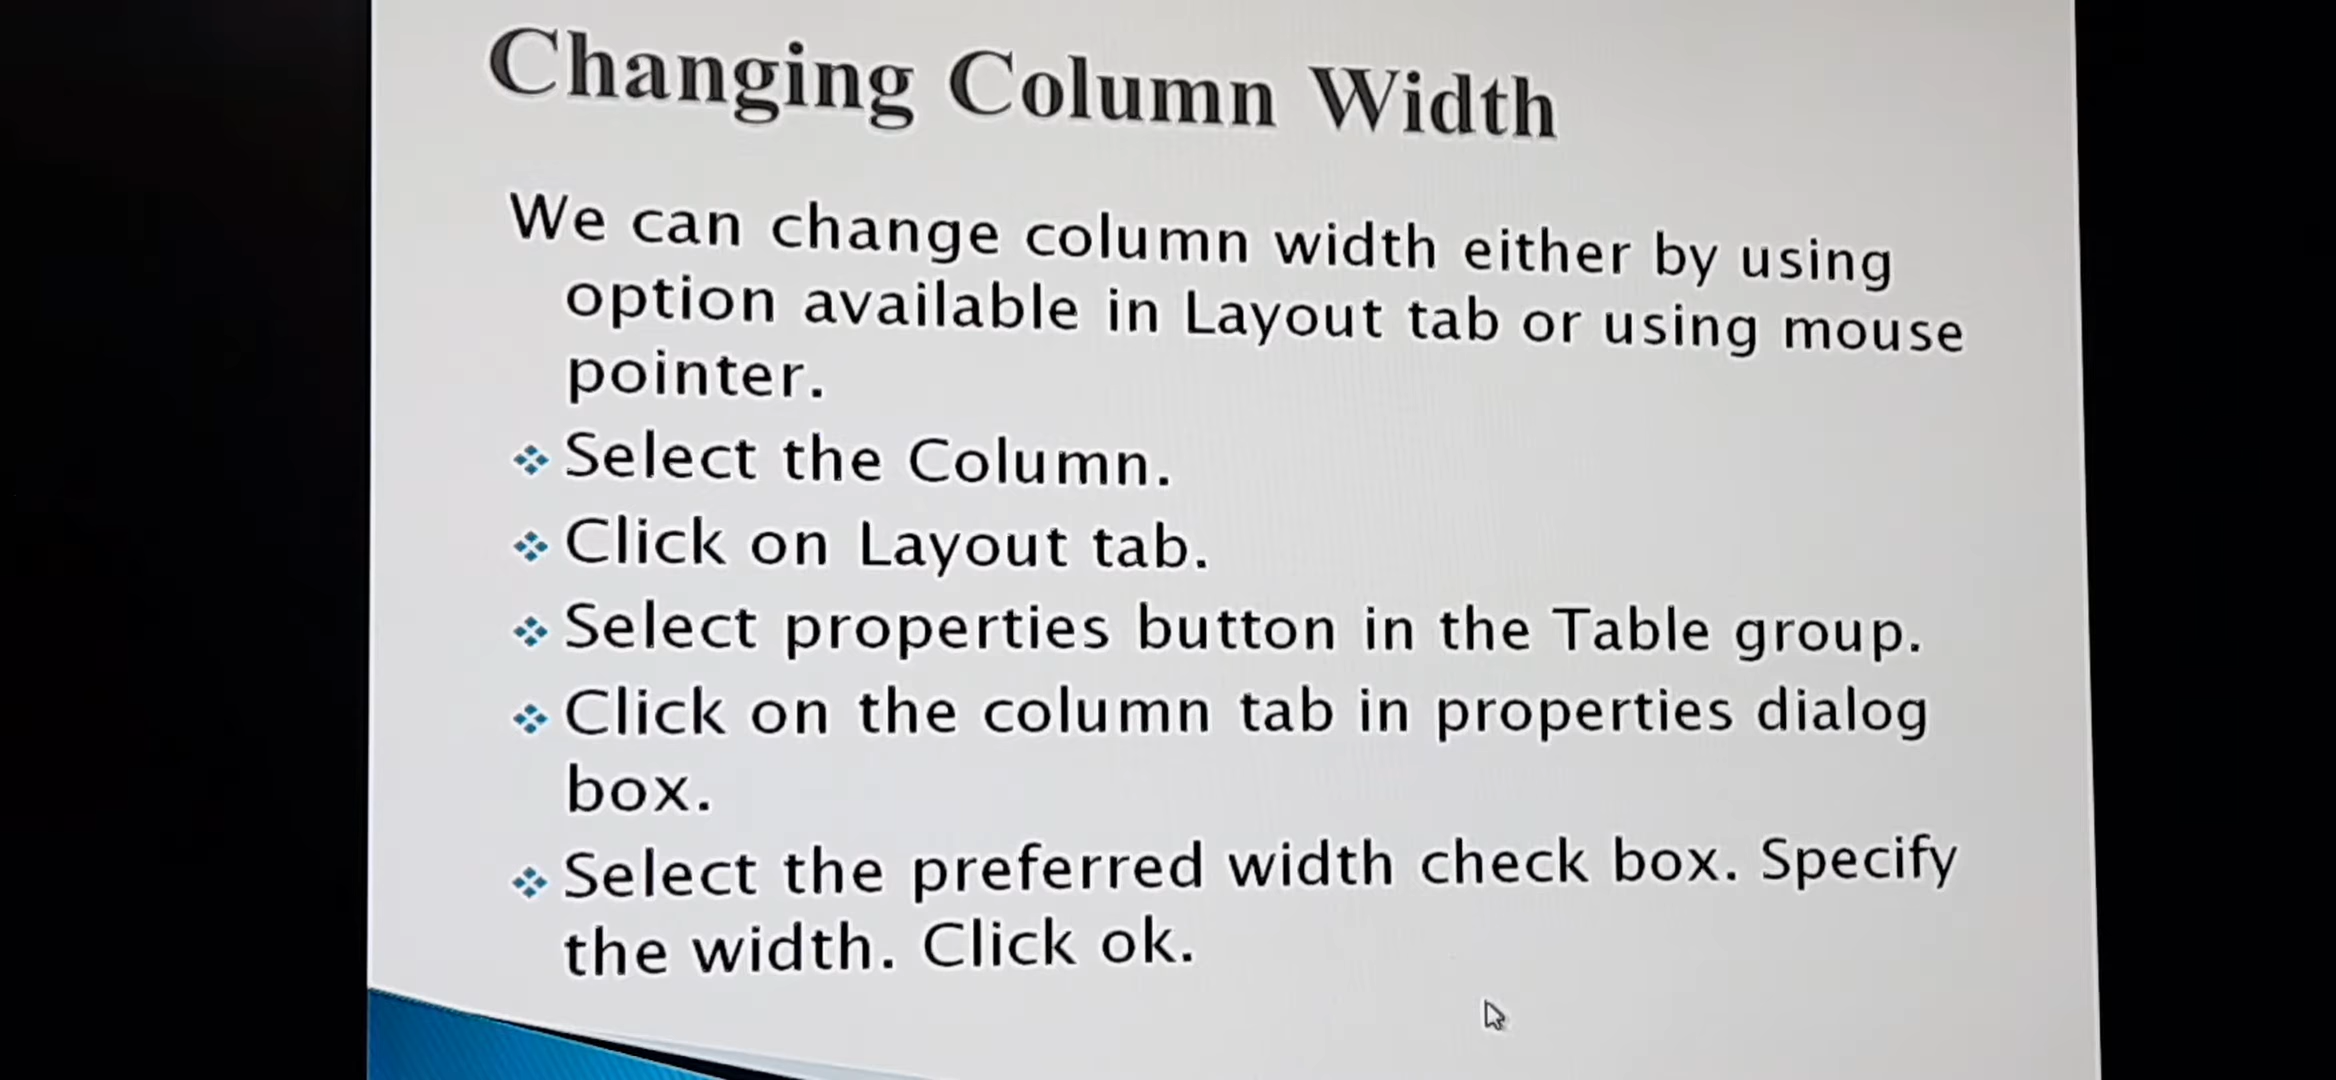 Changing Column Width
We can change column width either by using
option available in Layout tab or using mouse
pointer.
❖ Select the Column.
❖ Click on Layout tab.
❖ Select properties button in the Table group.
❖ Click on the column tab in properties dialog
box.
❖ Select the preferred width check box. Specify
the width. Click ok.